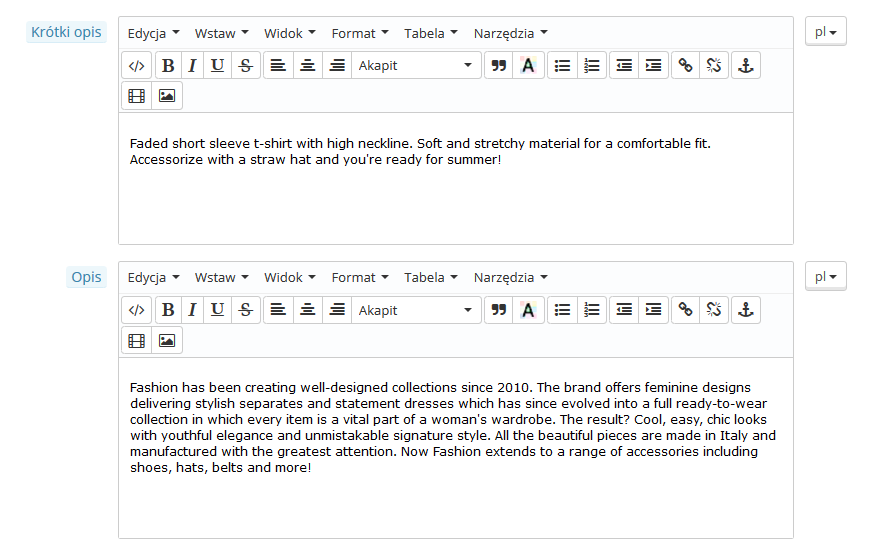 Krótki opis
Edycja Wstaw Widok Format Tabela Narzędzia
pl
B I U S Akapit A
Faded short sleeve t-shirt with high neckline. Soft and stretchy material for a comfortable fit.
Accessorize with a straw hat and you're ready for summer!
Opis
Edycja Wstaw Widok Format Tabela Narzędzia
pl
B I U S Akapit A
Fashion has been creating well-designed collections since 2010. The brand offers feminine designs
delivering stylish separates and statement dresses which has since evolved into a full ready-to-wear
collection in which every item is a vital part of a woman's wardrobe. The result? Cool, easy, chic looks
with youthful elegance and unmistakable signature style. All the beautiful pieces are made in Italy and
manufactured with the greatest attention. Now Fashion extends to a range of accessories including
shoes, hats, belts and more!